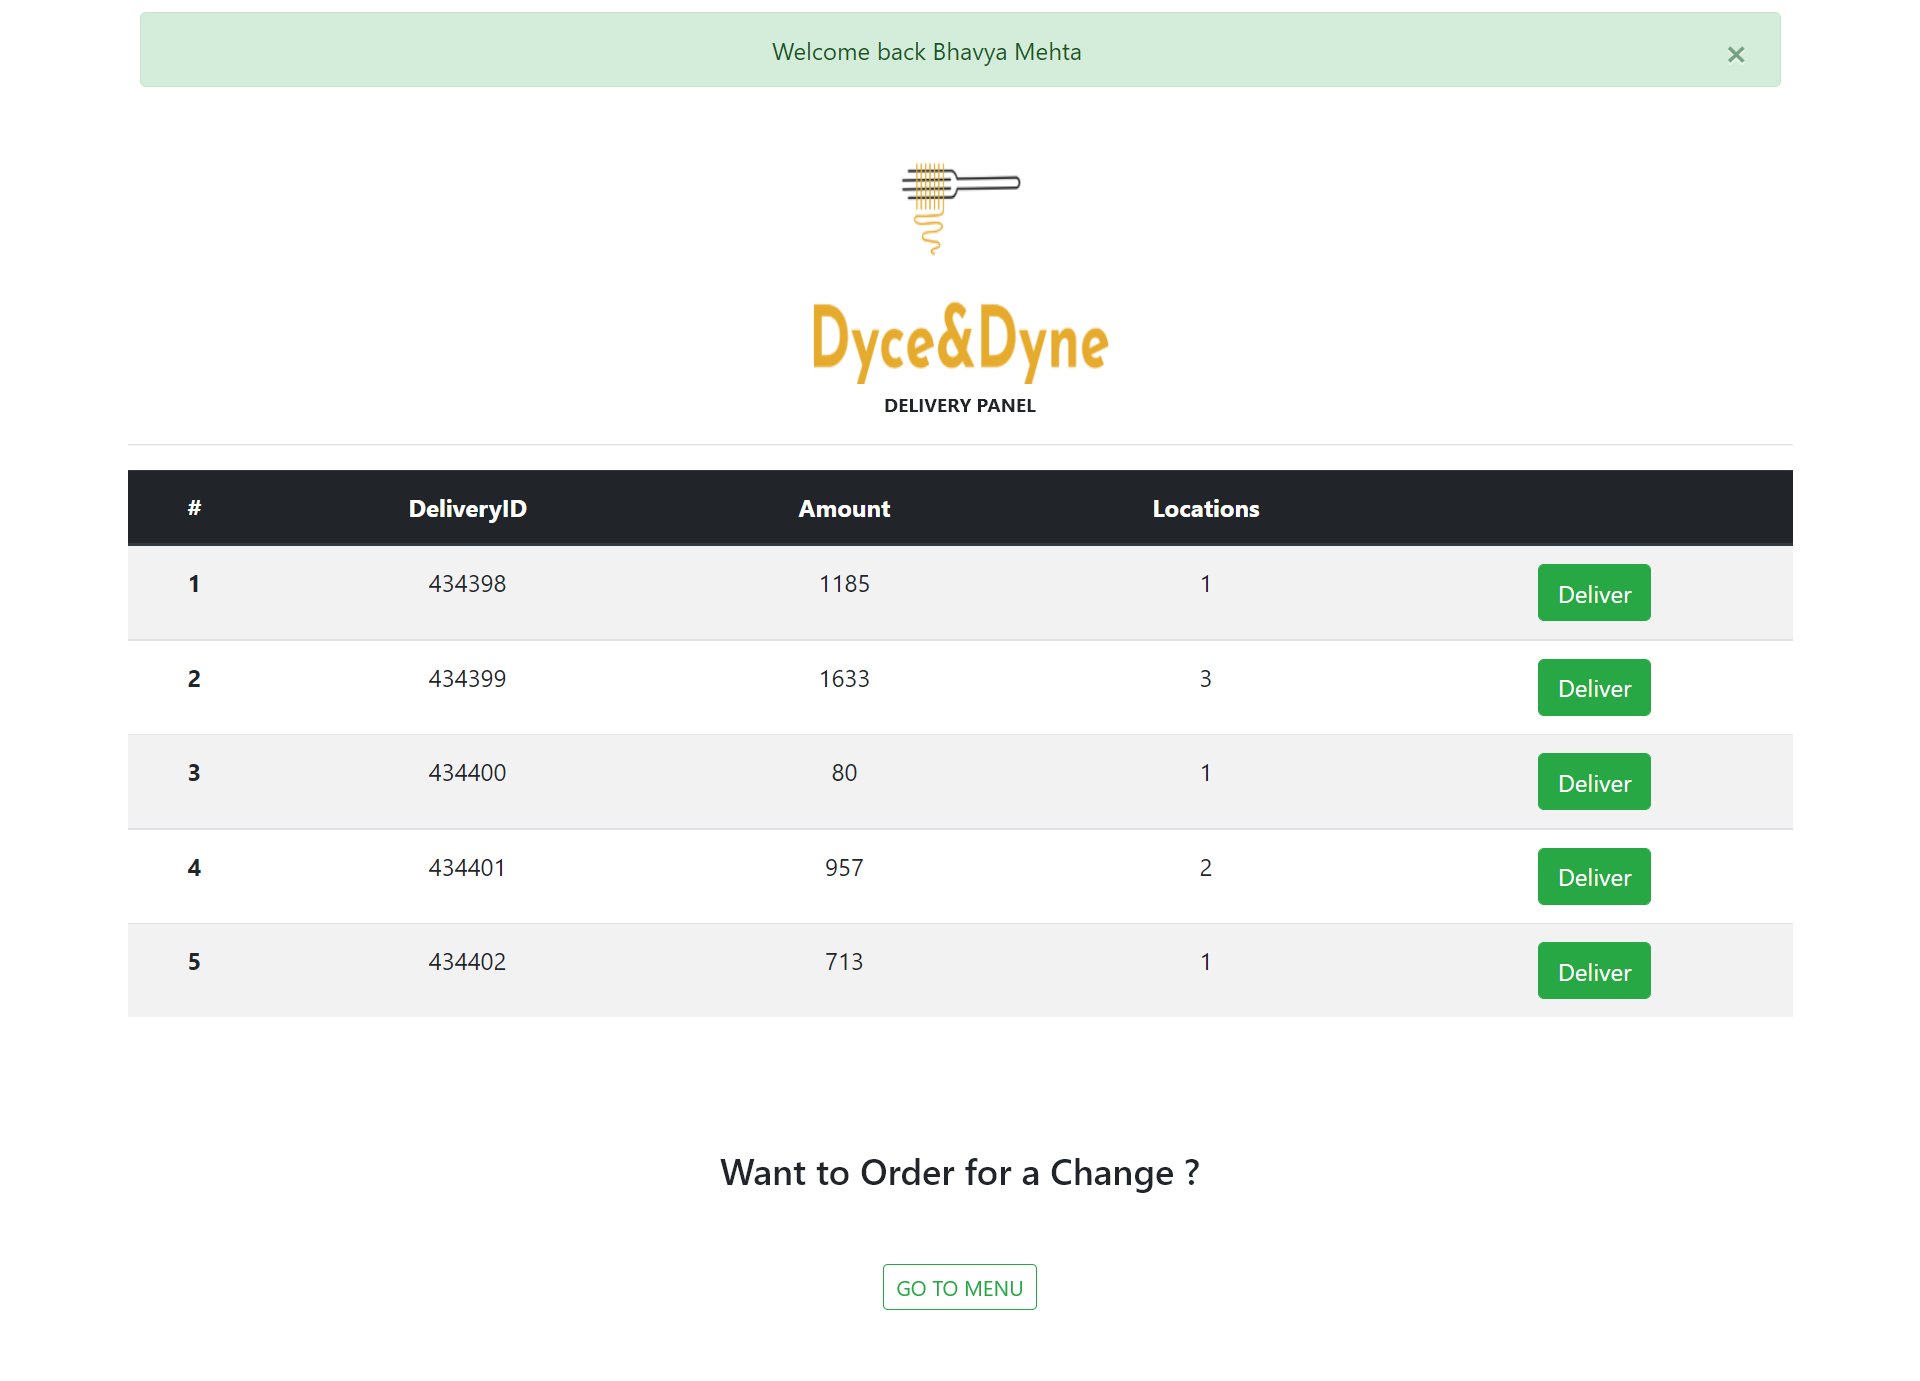 Welcome back Bhavya Mehta ×
Dyce&Dyne
DELIVERY PANEL
# DeliveryID Amount Locations
1 434398 1185 1 Deliver
2 434399 1633 3 Deliver
3 434400 80 1 Deliver
4 434401 957 2 Deliver
5 434402 713 1 Deliver
Want to Order for a Change ?
GO TO MENU